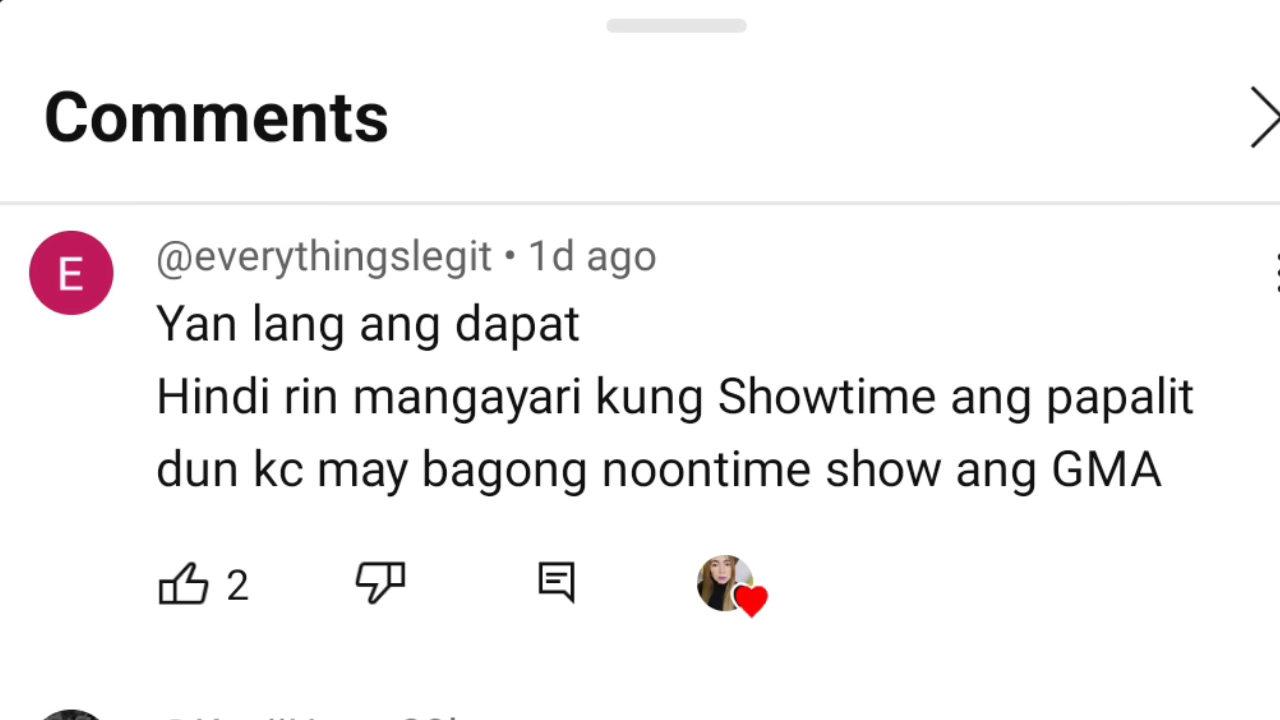 Comments
E
@everythingslegit • 1d ago
Yan lang ang dapat
Hindi rin mangayari kung Showtime ang papalit
dun kc may bagong noontime show ang GMA
2